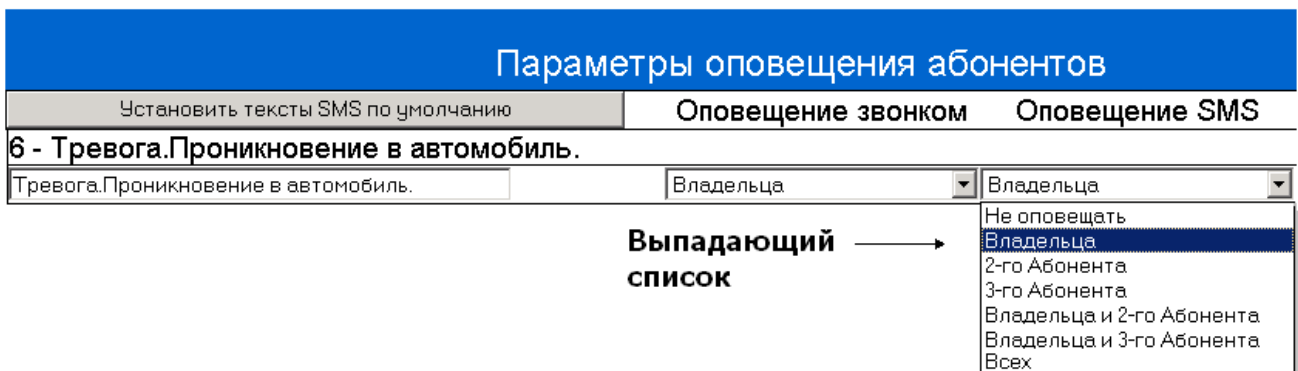 Параметры оповещения абонентов
Установить тексты SMS по умолчанию Оповещение звонком Оповещение SMS
6 - Тревога.Проникновение в автомобиль.
Тревога.Проникновение в автомобиль. Владельца Владельца
Не оповещать
Выпадающий Владельца
список 2-го Абонента
3-го Абонента
Владельца и 2-го Абонента
Владельца и 3-го Абонента
Всех